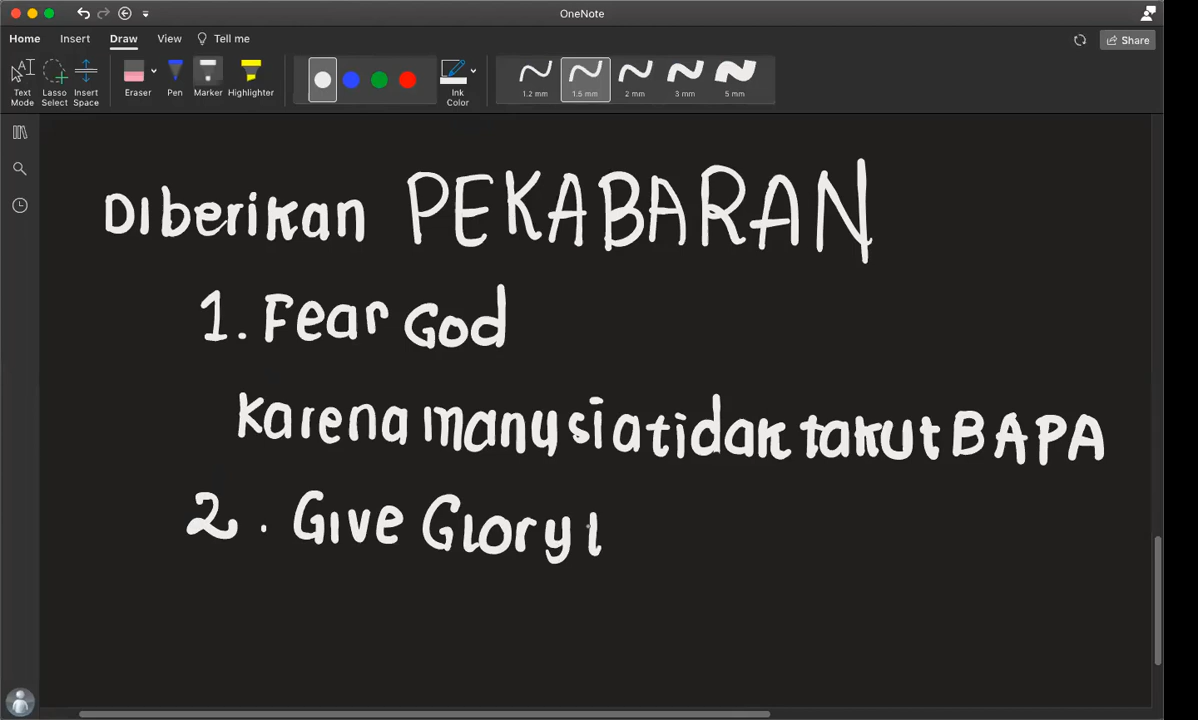 OneNote
Home Insert Draw View Tell me
Share
Text Mode
Lasso Select
Insert Space
Eraser
Pen
Marker
Highlighter
Ink Color
1.2 mm
1.5 mm
2 mm
3 mm
5 mm
Diberikan PEKABARAN
1. Fear God
karena manusia tidak takut BAPA
2. Give Glory